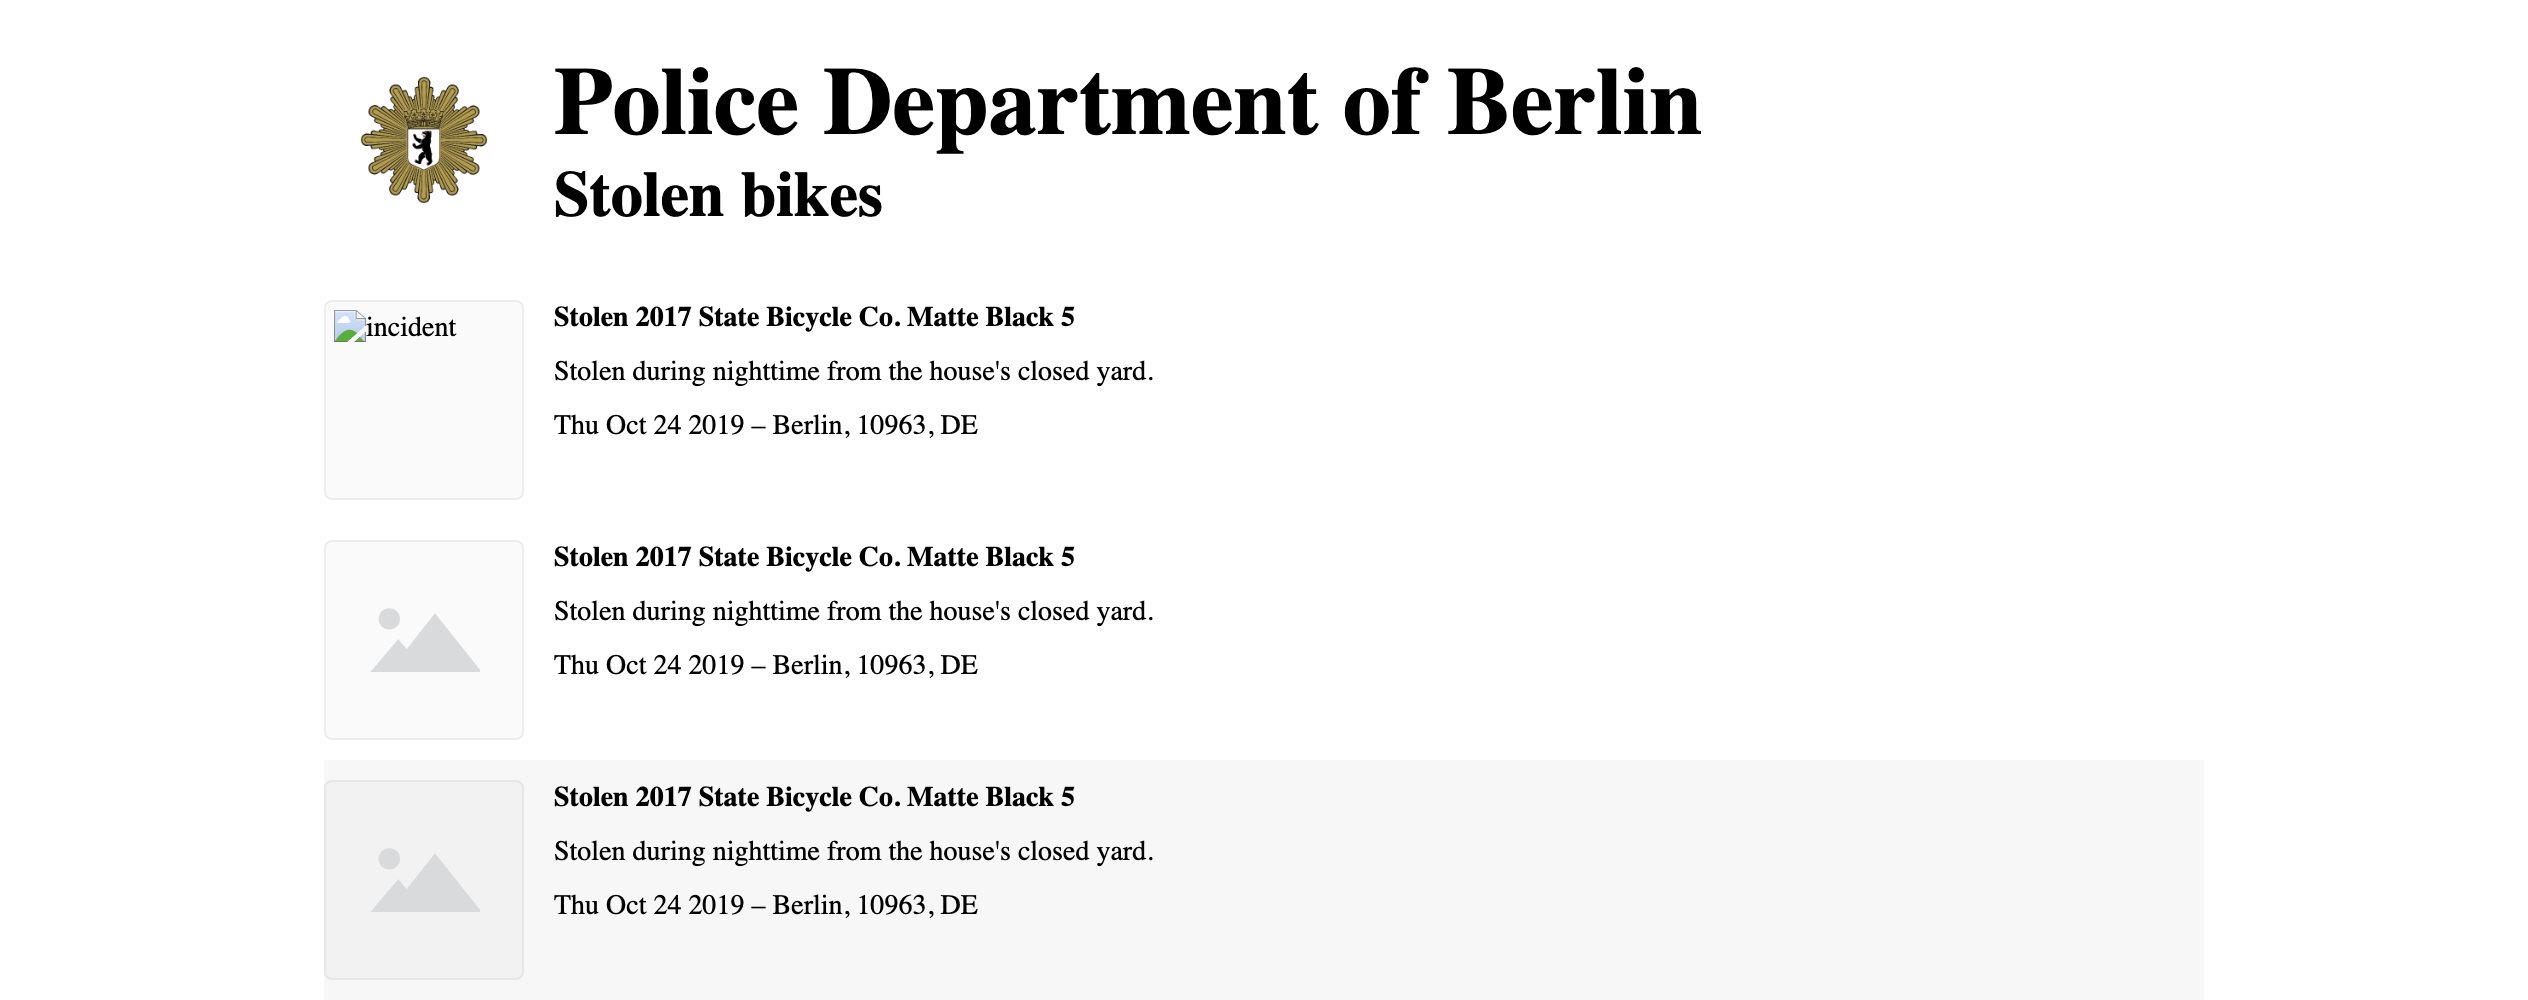 Police Department of Berlin
Stolen bikes
incident
Stolen 2017 State Bicycle Co. Matte Black 5
Stolen during nighttime from the house's closed yard.
Thu Oct 24 2019 – Berlin, 10963, DE
Stolen 2017 State Bicycle Co. Matte Black 5
Stolen during nighttime from the house's closed yard.
Thu Oct 24 2019 – Berlin, 10963, DE
Stolen 2017 State Bicycle Co. Matte Black 5
Stolen during nighttime from the house's closed yard.
Thu Oct 24 2019 – Berlin, 10963, DE